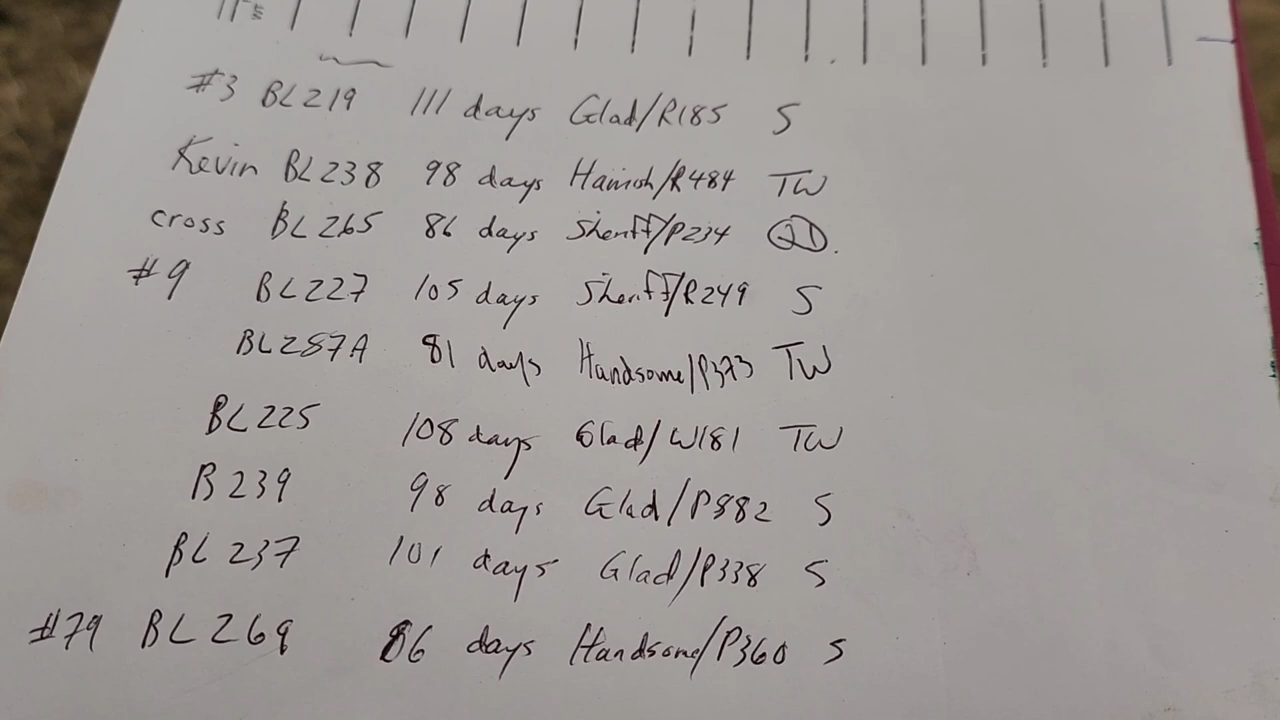 #3 BL219 111 days Glad/R185 S
Kevin BL238 98 days Hamish/R484 TW
cross BL265 86 days Sheriff/P234
#9 BL227 105 days Sheriff/R249 S
BL287A 81 days Handsome/P373 TW
BL225 108 days Glad/W181 TW
B239 98 days Glad/P882 S
BL237 101 days Glad/P338 S
#79 BL269 86 days Handsome/P360 S